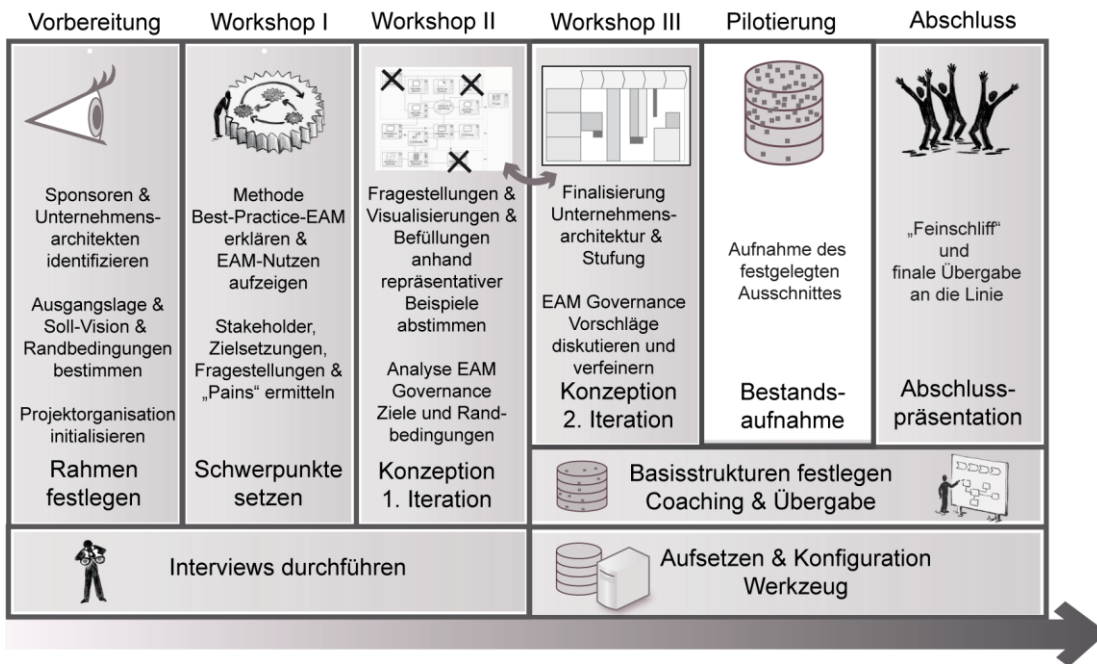 Vorbereitung
Workshop I
Workshop II
Workshop III
Pilotierung
Abschluss
Sponsoren &
Unternehmens-
architekten
identifizieren
Ausgangslage &
Soll-Vision &
Randbedingungen
bestimmen
Projektorganisation
initialisieren
Rahmen
festlegen
Methode
Best-Practice-EAM
erklären &
EAM-Nutzen
aufzeigen
Stakeholder,
Zielsetzungen,
Fragestellungen &
„Pains“ ermitteln
Schwerpunkte
setzen
Fragestellungen &
Visualisierungen &
Befüllungen
anhand
repräsentativer
Beispiele
abstimmen
Analyse EAM
Governance
Ziele und Rand-
bedingungen
Konzeption
1. Iteration
Finalisierung
Unternehmens-
architektur &
Stufung
EAM Governance
Vorschläge
diskutieren und
verfeinern
Konzeption
2. Iteration
Aufnahme des
festgelegten
Ausschnittes
Bestands-
aufnahme
„Feinschliff“
und
finale Übergabe
an die Linie
Abschluss-
präsentation
Basisstrukturen festlegen
Coaching & Übergabe
Interviews durchführen
Aufsetzen & Konfiguration
Werkzeug